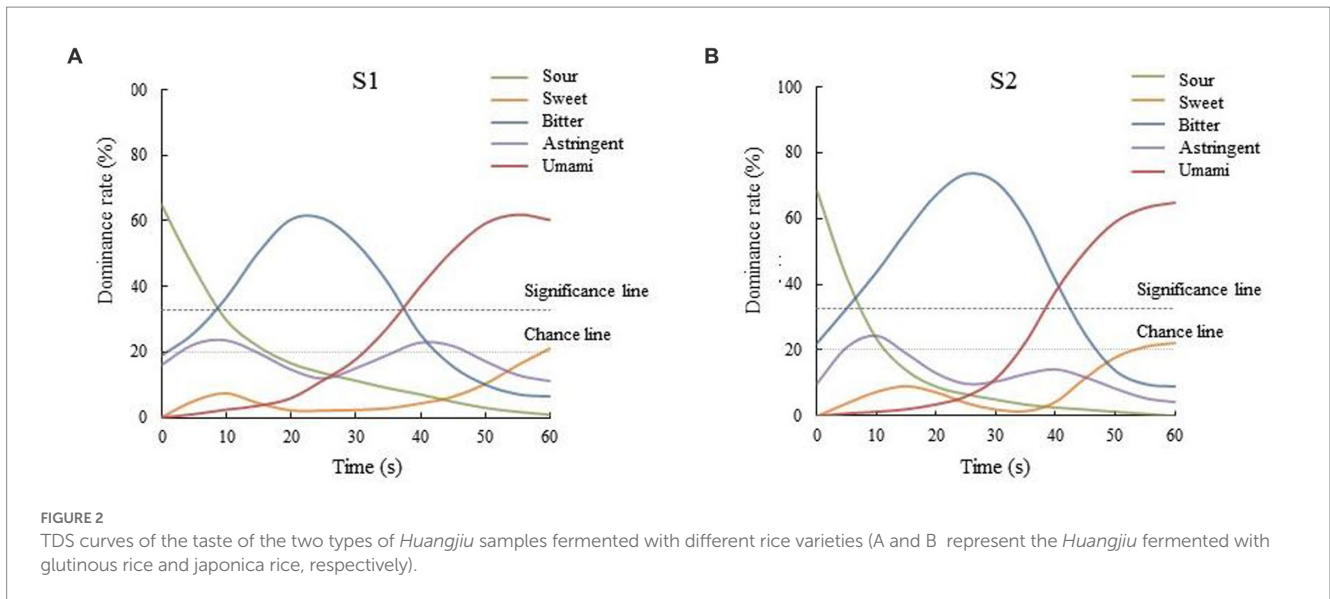 A
S1
Sour
Sweet
Bitter
Astringent
Umami
00
80
60
40
20
0
Dominance rate (%)
Significance line
Chance line
0 10 20 30 40 50 60
Time (s)
B
S2
Sour
Sweet
Bitter
Astringent
Umami
100
80
60
40
20
0
Dominance rate (%)
Significance line
Chance line
0 10 20 30 40 50 60
Time (s)
FIGURE 2
TDS curves of the taste of the two types of Huangjiu samples fermented with different rice varieties (A and B represent the Huangjiu fermented with
glutinous rice and japonica rice, respectively).